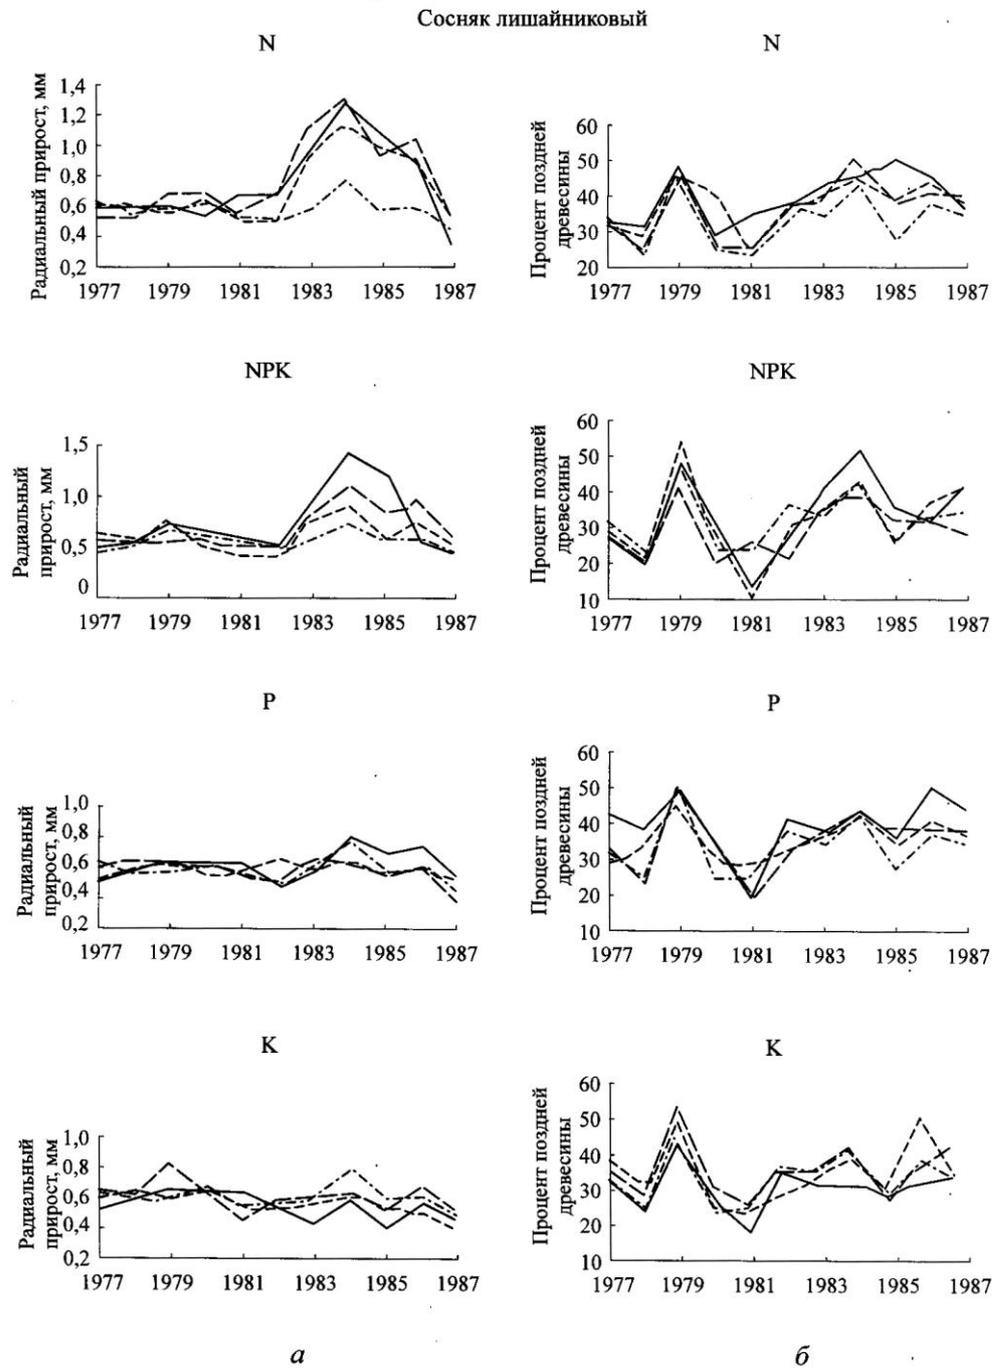 Сосняк лишайниковый
N
Радиальный прирост, мм
1,4
1,2
1,0
0,8
0,6
0,4
0,2
1977 1979 1981 1983 1985 1987
N
Процент поздней
древесины
60
50
40
30
20
1977 1979 1981 1983 1985 1987
NPK
Радиальный
прирост, мм
1,5
1,0
0,5
0
1977 1979 1981 1983 1985 1987
NPK
Процент поздней
древесины
60
50
40
30
20
10
1977 1979 1981 1983 1985 1987
P
Радиальный
прирост, мм
1,0
0,8
0,6
0,4
0,2
1977 1979 1981 1983 1985 1987
P
Процент поздней
древесины
60
50
40
30
20
10
1977 1979 1981 1983 1985 1987
K
Радиальный
прирост, мм
1,0
0,8
0,6
0,4
0,2
1977 1979 1981 1983 1985 1987
K
Процент поздней
древесины
60
50
40
30
20
10
1977 1979 1981 1983 1985 1987
а
б